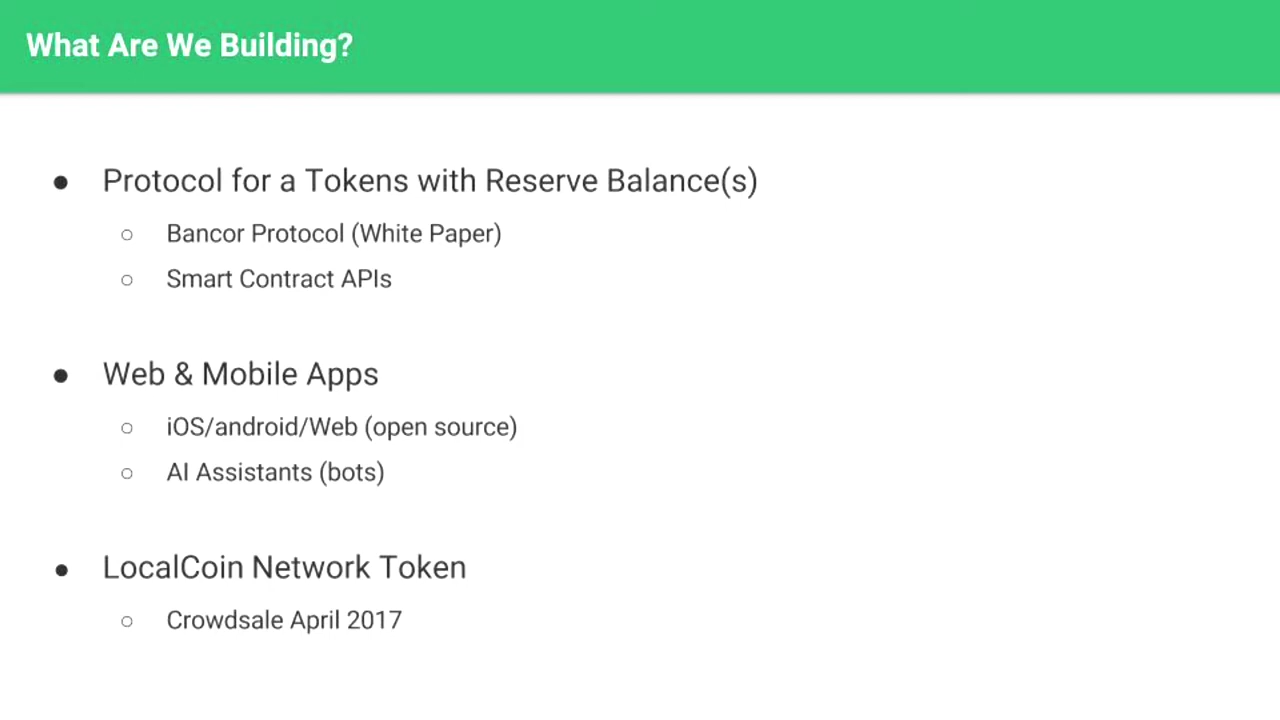 What Are We Building?
● Protocol for a Tokens with Reserve Balance(s)
○ Bancor Protocol (White Paper)
○ Smart Contract APIs
● Web & Mobile Apps
○ iOS/android/Web (open source)
○ AI Assistants (bots)
● LocalCoin Network Token
○ Crowdsale April 2017